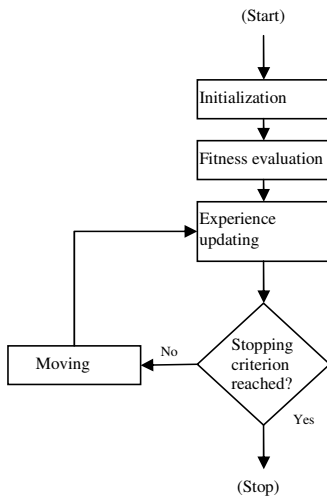 (Start)
Initialization
Fitness evaluation
Experience
updating
Stopping
criterion
reached?
No
Moving
Yes
(Stop)